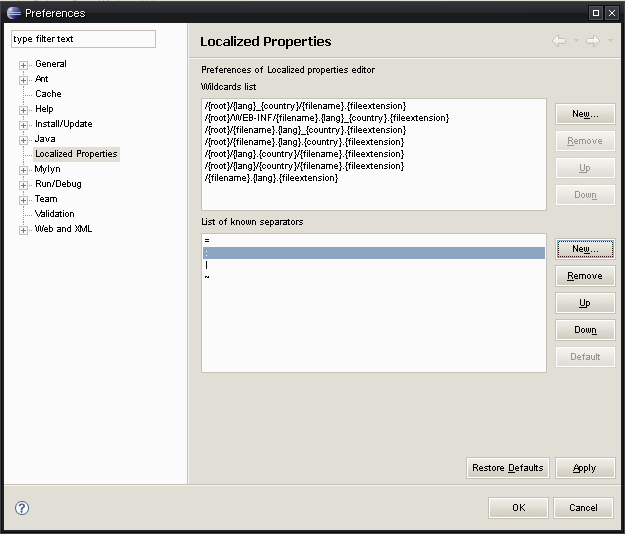 Preferences
type filter text
General
Ant
Cache
Help
Install/Update
Java
Localized Properties
Mylyn
Run/Debug
Team
Validation
Web and XML
Localized Properties
Preferences of Localized properties editor
Wildcards list
/{root}/{lang}_{country}/{filename}.{fileextension}
/{root}/WEB-INF/{filename}.{lang}_{country}.{fileextension}
/{root}/{filename}.{lang}_{country}.{fileextension}
/{root}/{filename}.{lang}.{country}.{fileextension}
/{root}/{lang}.{country}/{filename}.{fileextension}
/{root}/{lang}/{country}/{filename}.{fileextension}
/{filename}.{lang}.{fileextension}
New...
Remove
Up
Down
List of known separators
=
:
|
~
New...
Remove
Up
Down
Default
Restore Defaults
Apply
?
OK
Cancel